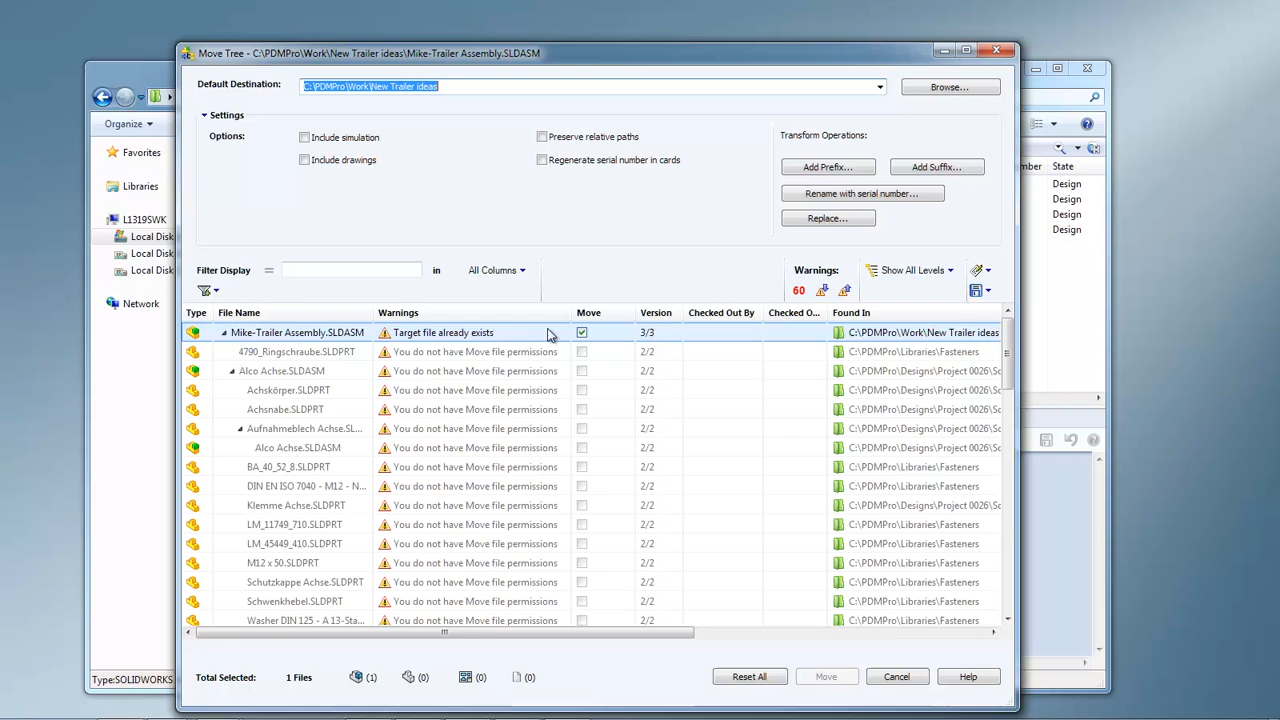 Move Tree - C:\PDMPro\Work\New Trailer ideas\Mike-Trailer Assembly.SLDASM
Default Destination: C:\PDMPro\Work\New Trailer ideas Browse...
Settings
Options: Include simulation Preserve relative paths Transform Operations:
Include drawings Regenerate serial number in cards Add Prefix... Add Suffix...
Rename with serial number...
Replace...
Filter Display = in All Columns Warnings: Show All Levels
60
Type File Name Warnings Move Version Checked Out By Checked O... Found In
Mike-Trailer Assembly.SLDASM Target file already exists 3/3 C:\PDMPro\Work\New Trailer ideas
4790_Ringschraube.SLDPRT You do not have Move file permissions 2/2 C:\PDMPro\Libraries\Fasteners
Alco Achse.SLDASM You do not have Move file permissions 2/2 C:\PDMPro\Designs\Project 0026\Sc
Achskörper.SLDPRT You do not have Move file permissions 2/2 C:\PDMPro\Designs\Project 0026\Sc
Achsnabe.SLDPRT You do not have Move file permissions 2/2 C:\PDMPro\Designs\Project 0026\Sc
Aufnahmeblech Achse.SL... You do not have Move file permissions 2/2 C:\PDMPro\Designs\Project 0026\Sc
Alco Achse.SLDASM You do not have Move file permissions 2/2 C:\PDMPro\Designs\Project 0026\Sc
BA_40_52_8.SLDPRT You do not have Move file permissions 2/2 C:\PDMPro\Libraries\Fasteners
DIN EN ISO 7040 - M12 - N... You do not have Move file permissions 2/2 C:\PDMPro\Libraries\Fasteners
Klemme Achse.SLDPRT You do not have Move file permissions 2/2 C:\PDMPro\Designs\Project 0026\Sc
LM_11749_710.SLDPRT You do not have Move file permissions 2/2 C:\PDMPro\Libraries\Fasteners
LM_45449_410.SLDPRT You do not have Move file permissions 2/2 C:\PDMPro\Libraries\Fasteners
M12 x 50.SLDPRT You do not have Move file permissions 2/2 C:\PDMPro\Libraries\Fasteners
Schutzkappe Achse.SLDPRT You do not have Move file permissions 2/2 C:\PDMPro\Designs\Project 0026\Sc
Schwenkhebel.SLDPRT You do not have Move file permissions 2/2 C:\PDMPro\Designs\Project 0026\Sc
Washer DIN 125 - A 13-Sta... You do not have Move file permissions 2/2 C:\PDMPro\Libraries\Fasteners
Total Selected: 1 Files (1) (0) (0) (0) Reset All Move Cancel Help
Organize
Favorites
Libraries
L1319SWK
Local Disk
Local Disk
Local Disk
Network
Type:SOLIDWORKS
mber State
Design
Design
Design
Design